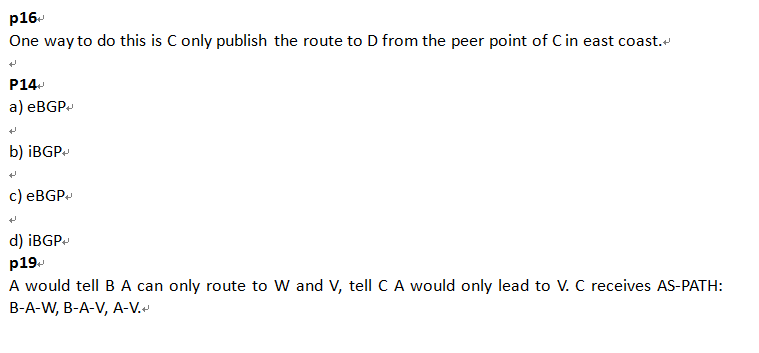 p16
One way to do this is C only publish the route to D from the peer point of C in east coast.
P14
a) eBGP
b) iBGP
c) eBGP
d) iBGP
p19
A would tell B A can only route to W and V, tell C A would only lead to V. C receives AS-PATH:
B-A-W, B-A-V, A-V.